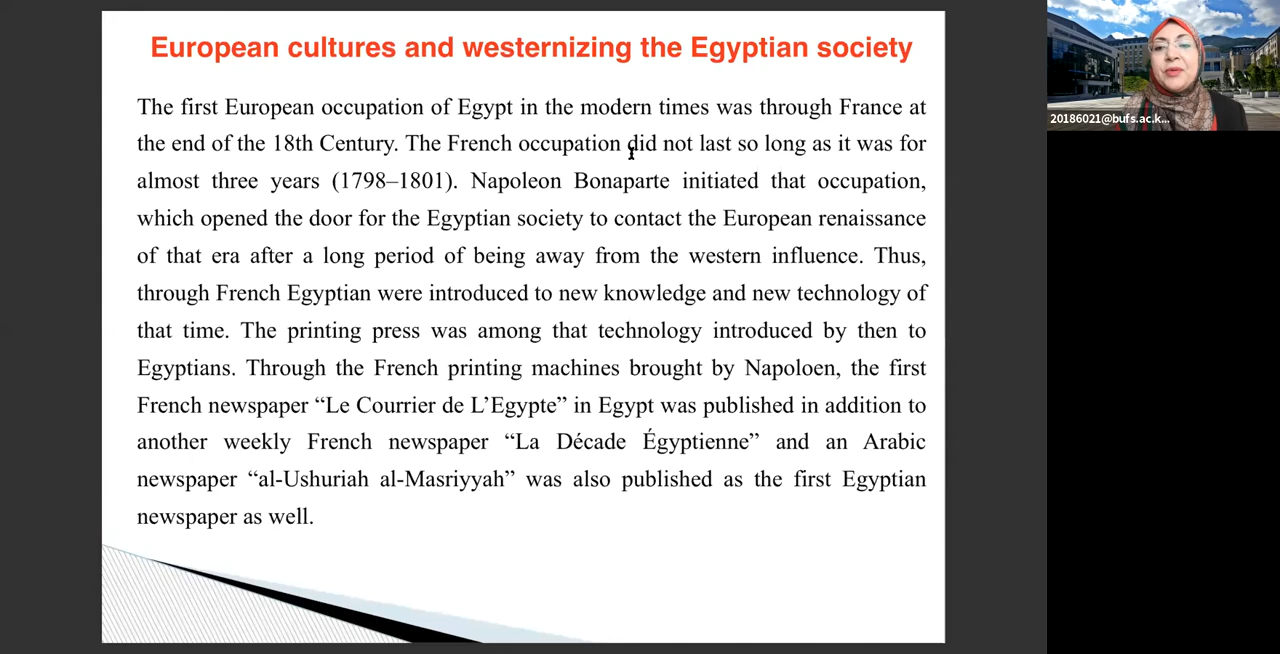 European cultures and westernizing the Egyptian society
The first European occupation of Egypt in the modern times was through France at
the end of the 18th Century. The French occupation did not last so long as it was for
almost three years (1798–1801). Napoleon Bonaparte initiated that occupation,
which opened the door for the Egyptian society to contact the European renaissance
of that era after a long period of being away from the western influence. Thus,
through French Egyptian were introduced to new knowledge and new technology of
that time. The printing press was among that technology introduced by then to
Egyptians. Through the French printing machines brought by Napoloen, the first
French newspaper “Le Courrier de L’Egypte” in Egypt was published in addition to
another weekly French newspaper “La Décade Égyptienne” and an Arabic
newspaper “al-Ushuriah al-Masriyyah” was also published as the first Egyptian
newspaper as well.
20186021@bufs.ac.k...